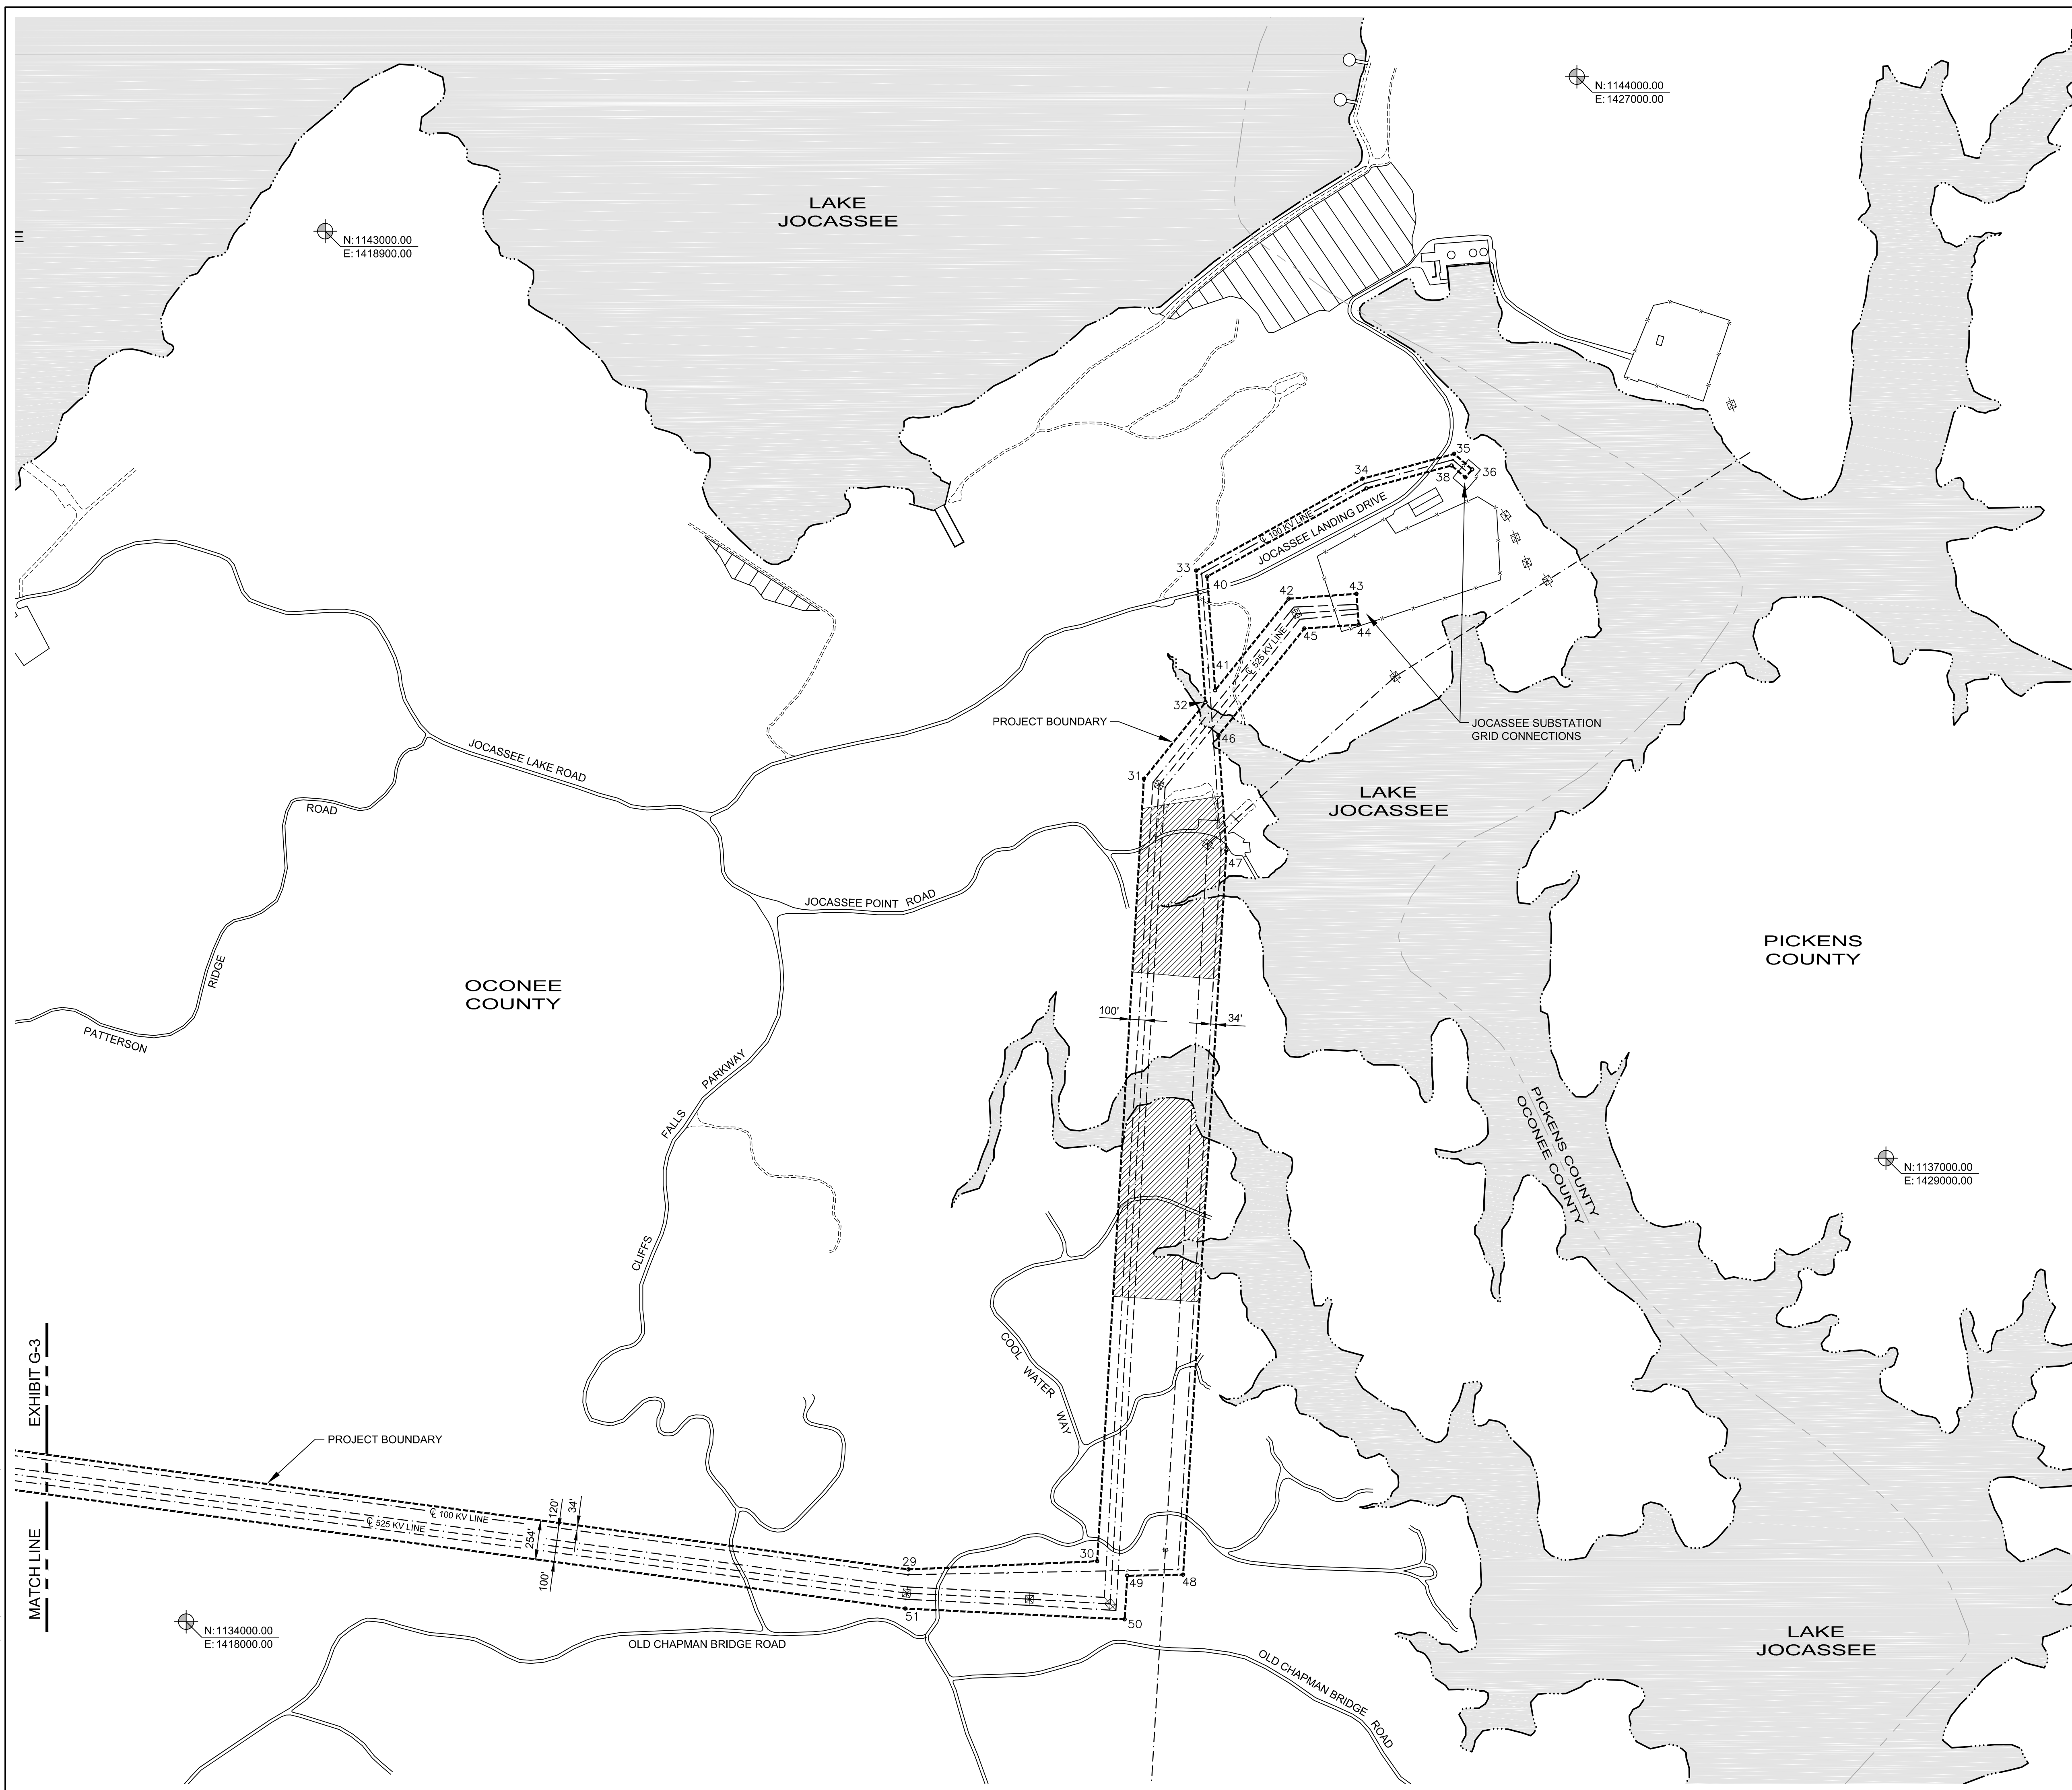 N:1144000.00
E:1427000.00
LAKE
JOCASSEE
N:1143000.00
E:1418900.00
E
35
34
38
36
℄ 100 KV LINE
JOCASSEE LANDING DRIVE
33
40
42
43
44
45
℄ 525 KV LINE
41
32
PROJECT BOUNDARY
46
JOCASSEE SUBSTATION
GRID CONNECTIONS
31
JOCASSEE LAKE ROAD
LAKE
JOCASSEE
RIDGE ROAD
47
JOCASSEE POINT ROAD
PICKENS
COUNTY
OCONEE
COUNTY
100'
34'
PATTERSON
CLIFFS FALLS PARKWAY
PICKENS COUNTY
OCONEE COUNTY
N:1137000.00
E:1429000.00
COOL WATER WAY
EXHIBIT G-3
MATCH LINE
PROJECT BOUNDARY
℄ 100 KV LINE
℄ 525 KV LINE
120'
34'
254'
100'
29
30
49
48
51
50
N:1134000.00
E:1418000.00
OLD CHAPMAN BRIDGE ROAD
OLD CHAPMAN BRIDGE ROAD
LAKE
JOCASSEE